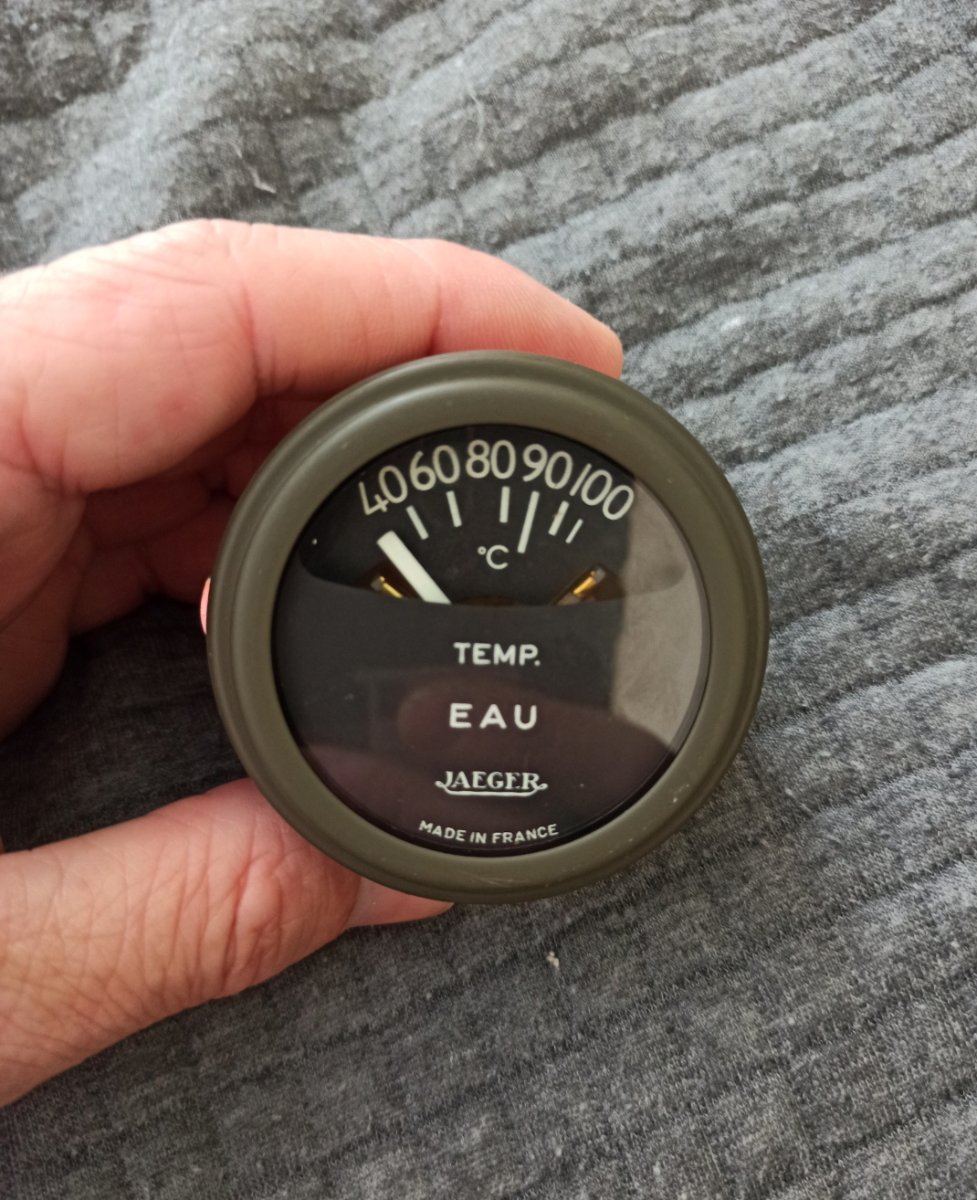 40 60 80 90 100
°C
TEMP.
EAU
JAEGER
MADE IN FRANCE